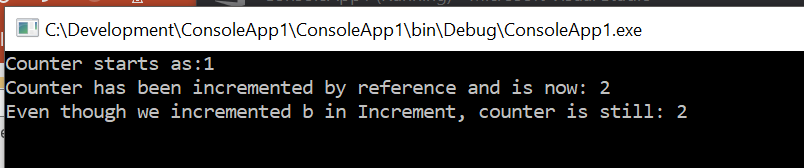 C:\Development\ConsoleApp1\ConsoleApp1\bin\Debug\ConsoleApp1.exe
Counter starts as:1
Counter has been incremented by reference and is now: 2
Even though we incremented b in Increment, counter is still: 2